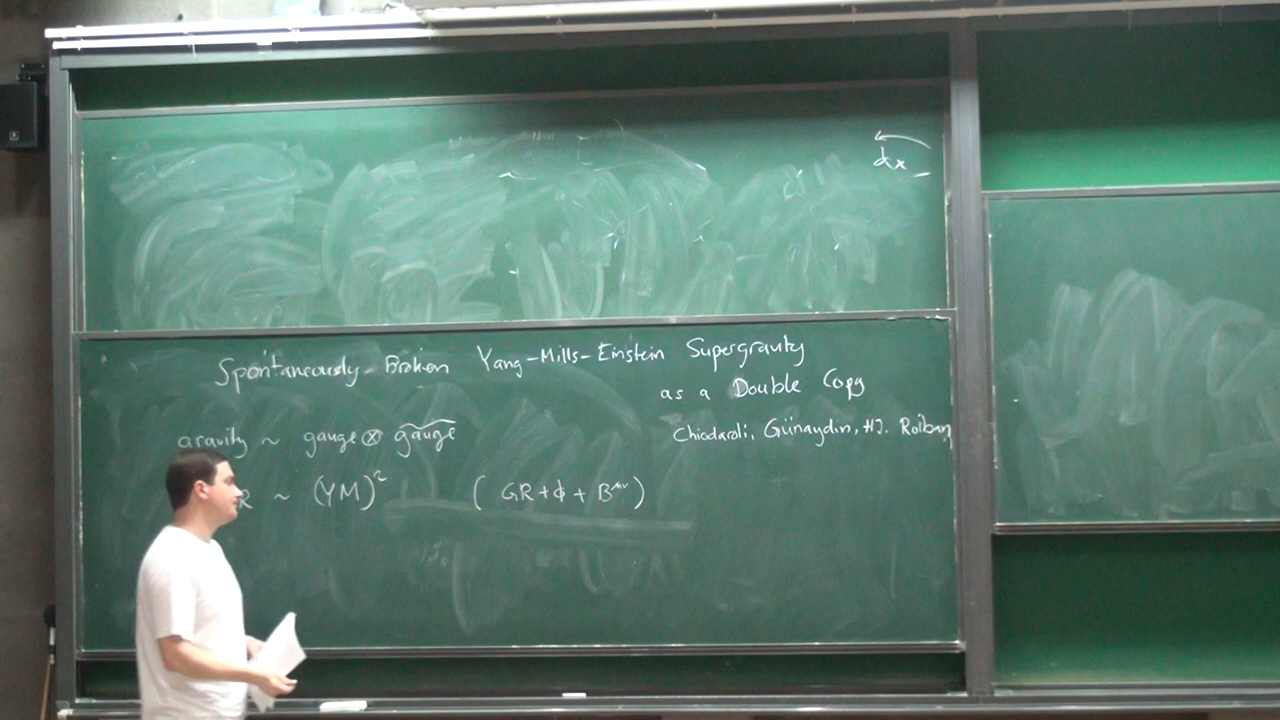 dx
Spontaneously-Broken Yang-Mills-Einstein Supergravity
as a Double Copy
Chiodaroli, Günaydin, HJ. Roiban
gravity ~ gauge ⊗ g̃auge
R ~ (YM)² ( GR + ϕ + B^μν )